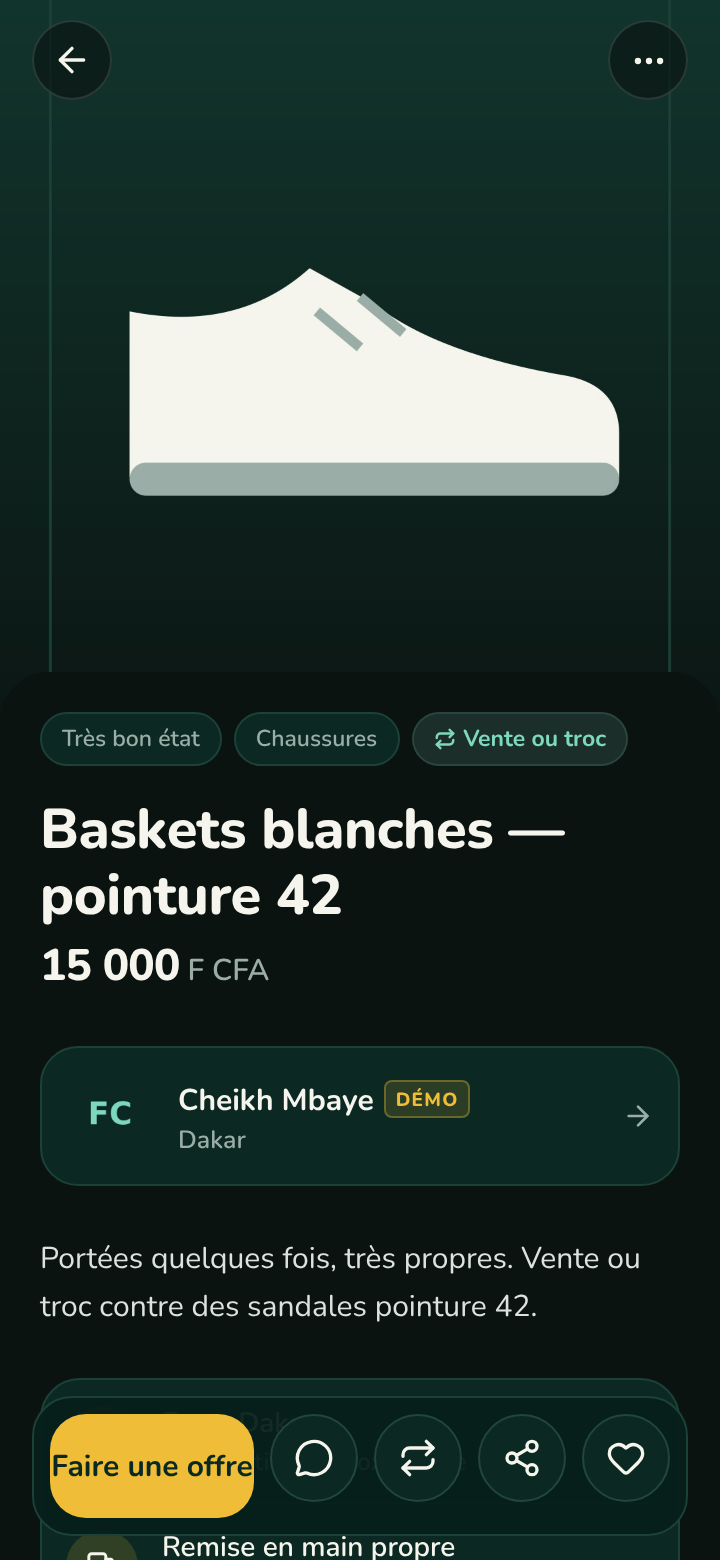 Très bon état
Chaussures
Vente ou troc
Baskets blanches —
pointure 42
15 000 F CFA
FC
Cheikh Mbaye DÉMO
Dakar
Portées quelques fois, très propres. Vente ou
troc contre des sandales pointure 42.
Faire une offre
Remise en main propre